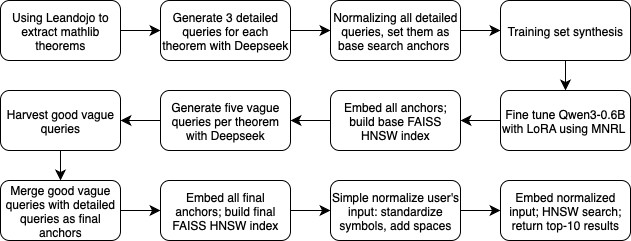 Using Leandojo to
extract mathlib
theorems
Generate 3 detailed
queries for each
theorem with Deepseek
Normalizing all detailed
queries, set them as
base search anchors
Training set synthesis
Harvest good vague
queries
Generate five vague
queries per theorem
with Deepseek
Embed all anchors;
build base FAISS
HNSW index
Fine tune Qwen3-0.6B
with LoRA using MNRL
Merge good vague
queries with detailed
queries as final
anchors
Embed all final
anchors; build final
FAISS HNSW index
Simple normalize user's
input: standardize
symbols, add spaces
Embed normalized
input; HNSW search;
return top-10 results